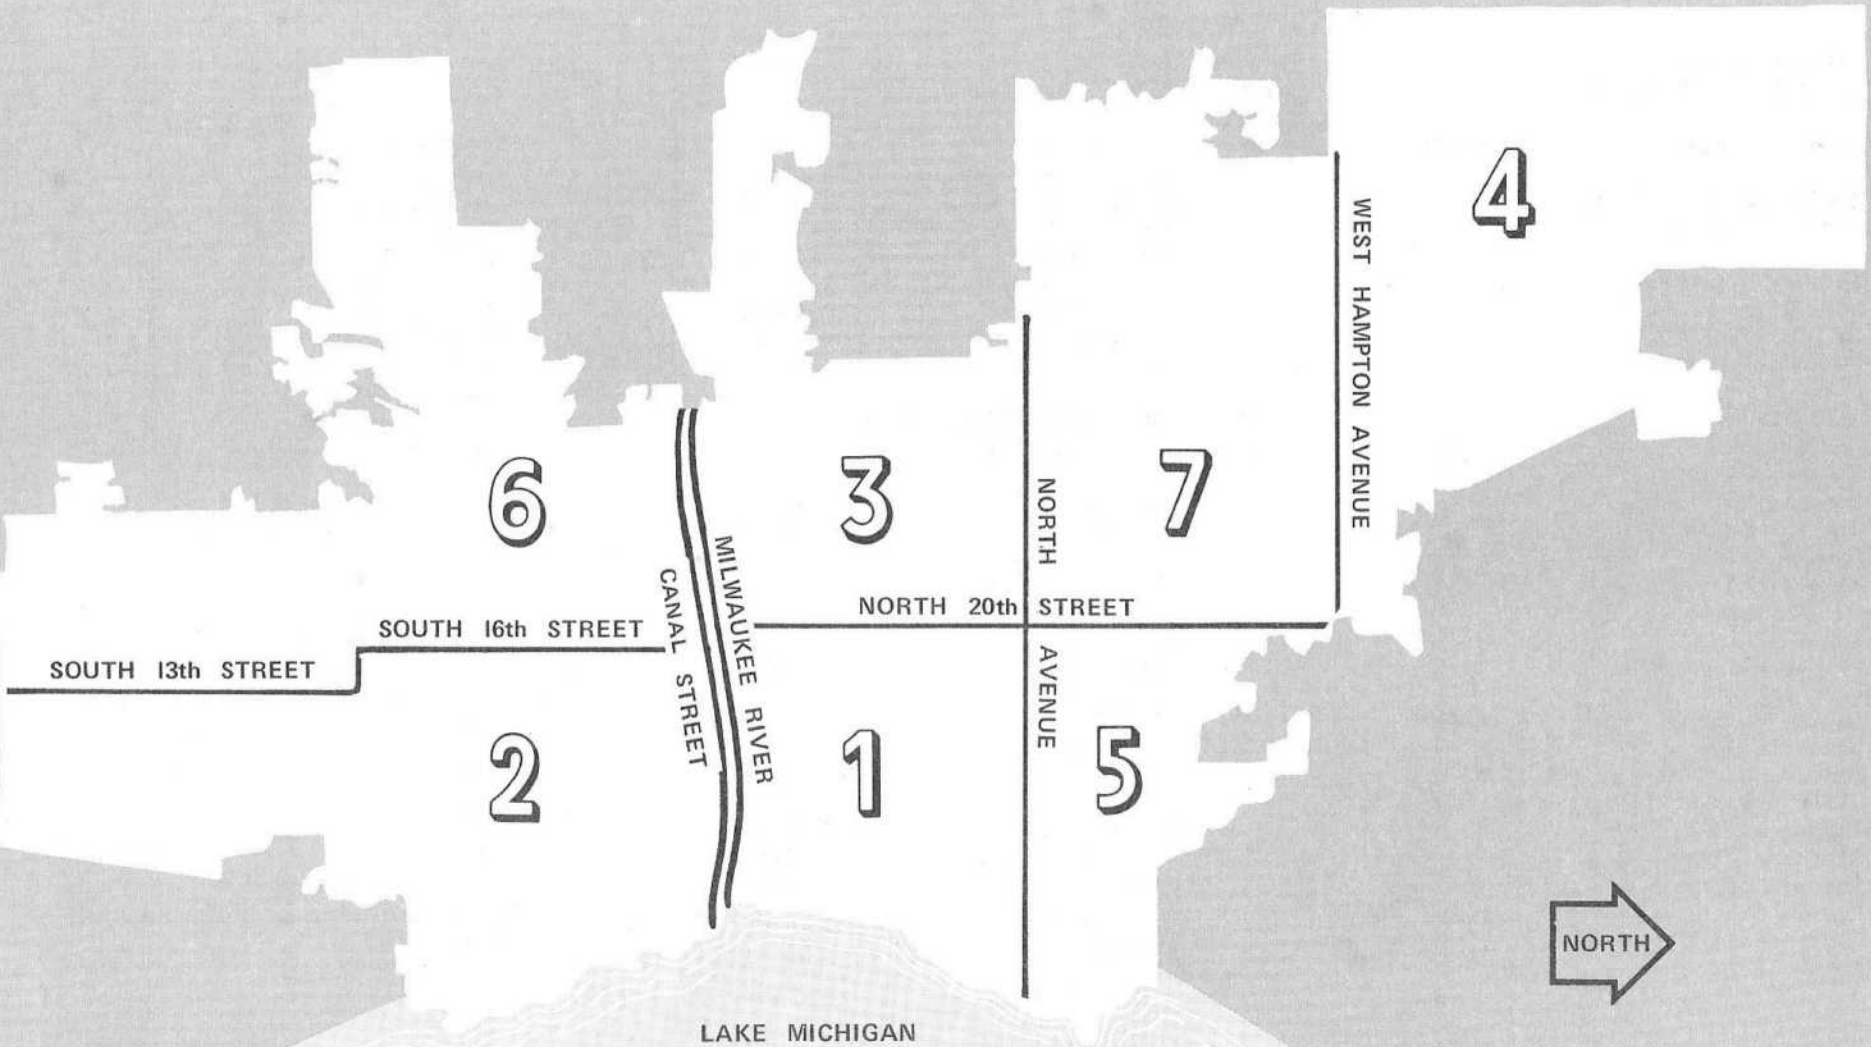 4
WEST HAMPTON AVENUE
6
3
7
NORTH
AVENUE
MILWAUKEE RIVER
CANAL STREET
NORTH 20th STREET
SOUTH 16th STREET
SOUTH 13th STREET
2
1
5
NORTH
LAKE MICHIGAN